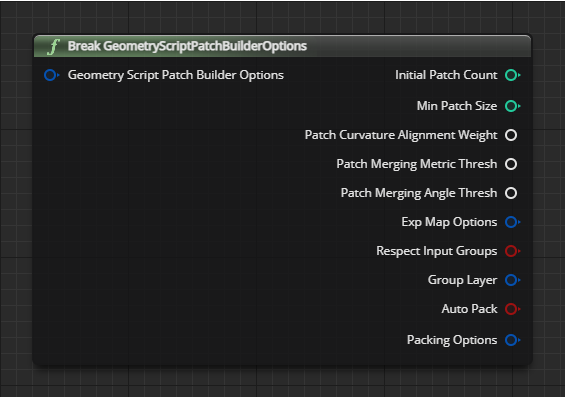 f Break GeometryScriptPatchBuilderOptions
Geometry Script Patch Builder Options
Initial Patch Count
Min Patch Size
Patch Curvature Alignment Weight
Patch Merging Metric Thresh
Patch Merging Angle Thresh
Exp Map Options
Respect Input Groups
Group Layer
Auto Pack
Packing Options